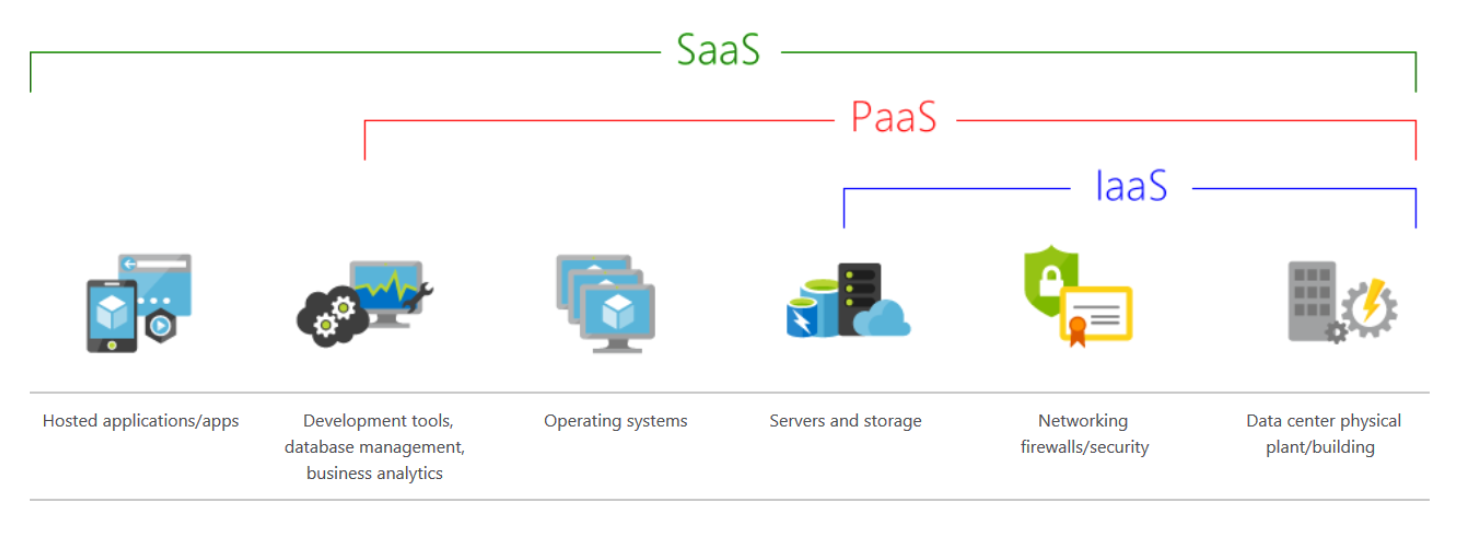 SaaS
PaaS
IaaS
Hosted applications/apps
Development tools,
database management,
business analytics
Operating systems
Servers and storage
Networking
firewalls/security
Data center physical
plant/building